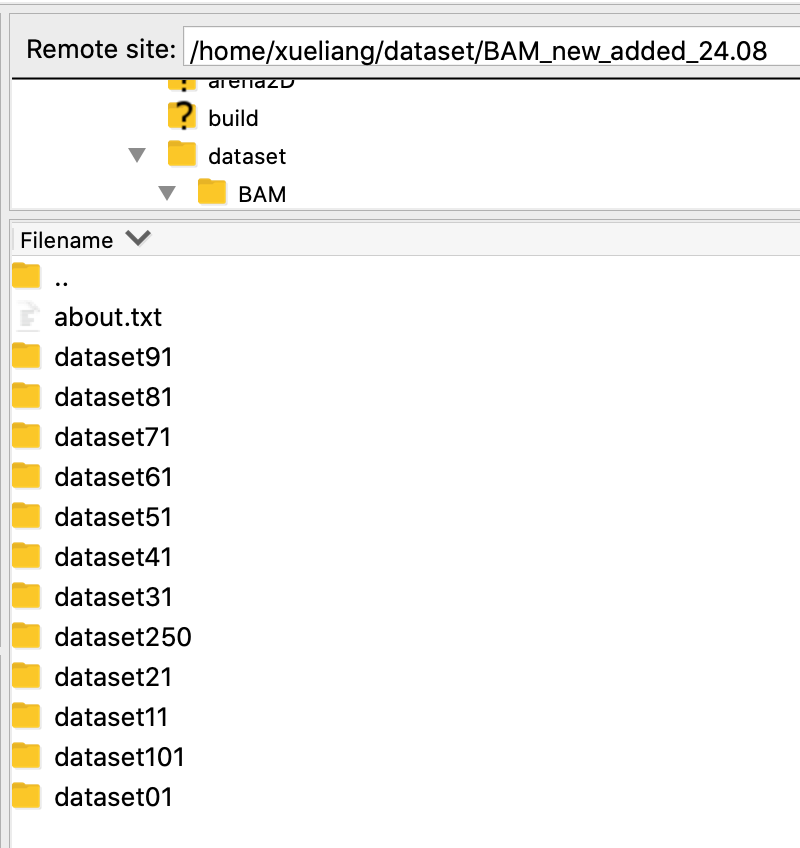 Remote site: /home/xueliang/dataset/BAM_new_added_24.08
arena2D
build
dataset
BAM
Filename
..
about.txt
dataset91
dataset81
dataset71
dataset61
dataset51
dataset41
dataset31
dataset250
dataset21
dataset11
dataset101
dataset01